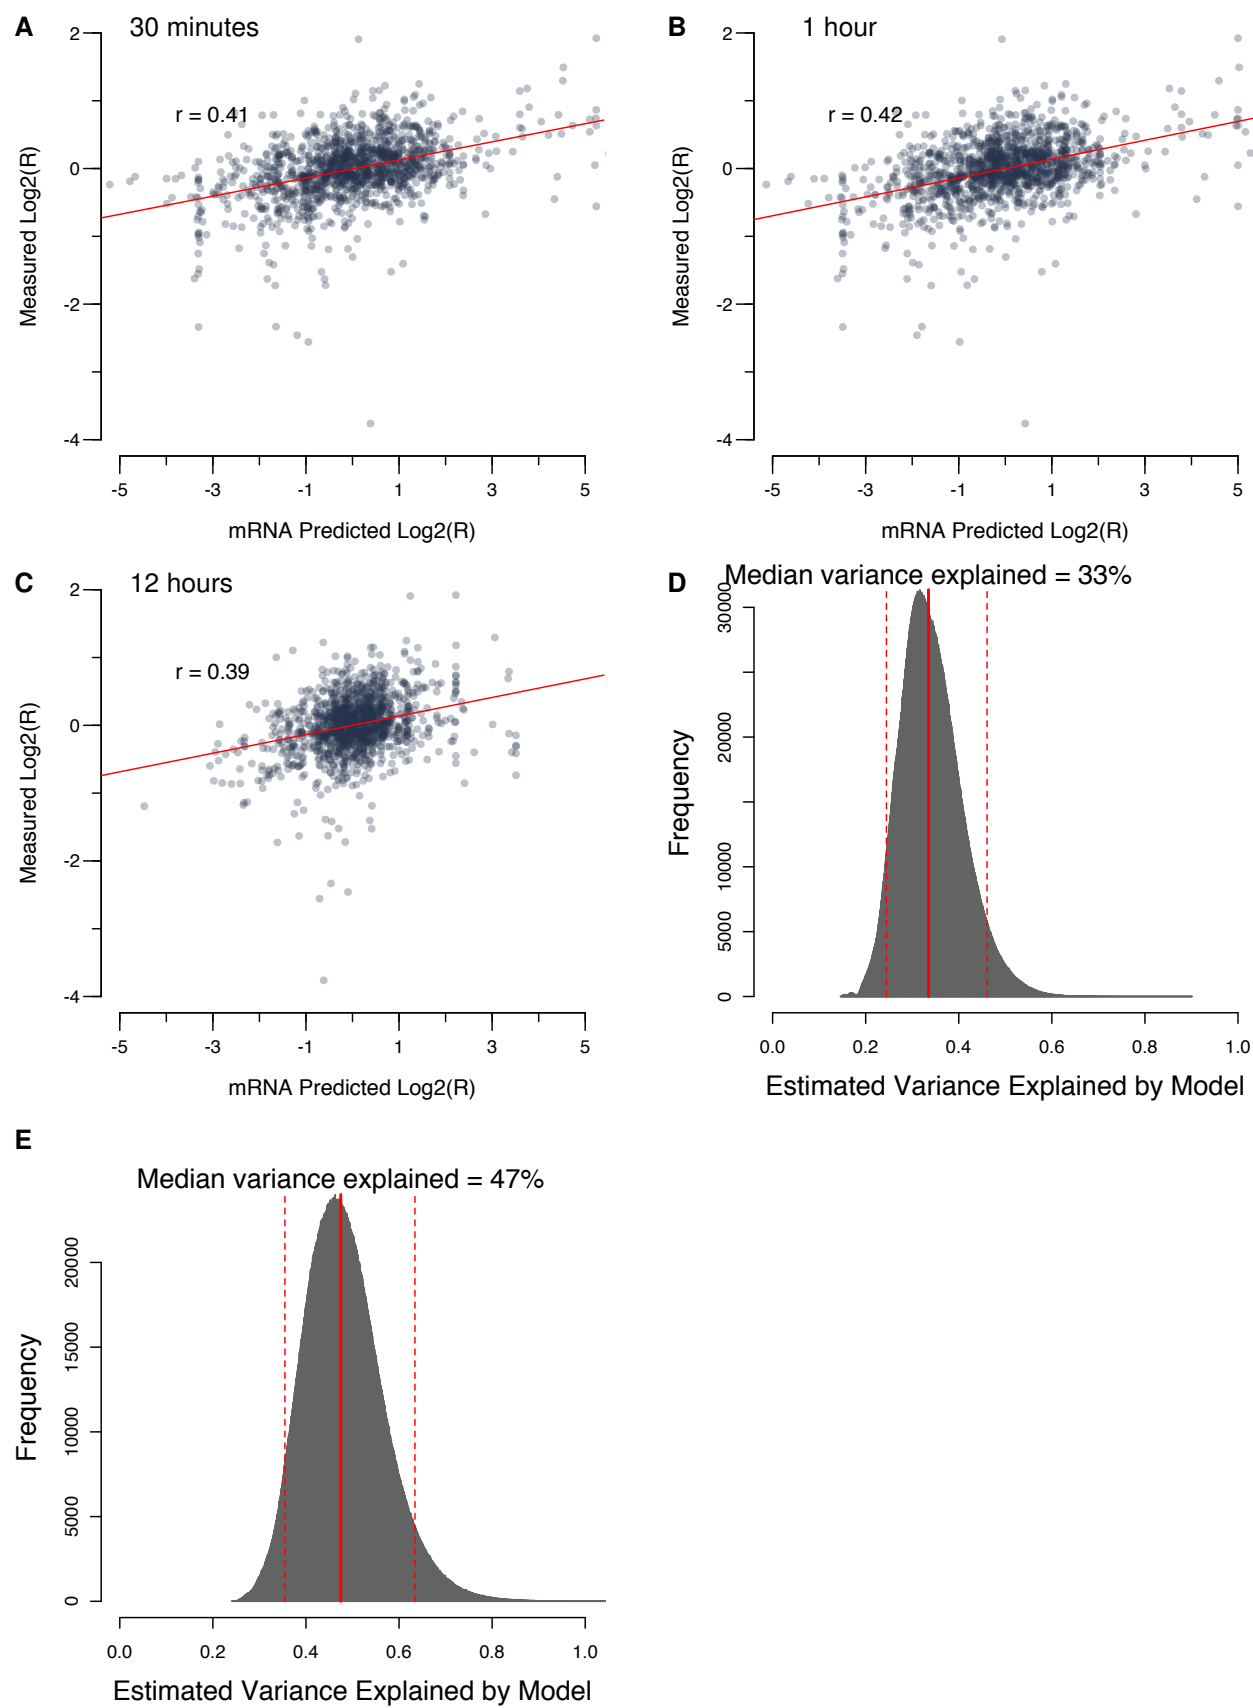 A
30 minutes
r = 0.41
Measured Log2(R)
2
0
-2
-4
-5 -3 -1 1 3 5
mRNA Predicted Log2(R)
B
1 hour
r = 0.42
Measured Log2(R)
2
0
-2
-4
-5 -3 -1 1 3 5
mRNA Predicted Log2(R)
C
12 hours
r = 0.39
Measured Log2(R)
2
0
-2
-4
-5 -3 -1 1 3 5
mRNA Predicted Log2(R)
D
Median variance explained = 33%
Frequency
30000
20000
10000
5000
0
0.0 0.2 0.4 0.6 0.8 1.0
Estimated Variance Explained by Model
E
Median variance explained = 47%
Frequency
20000
15000
10000
5000
0
0.0 0.2 0.4 0.6 0.8 1.0
Estimated Variance Explained by Model